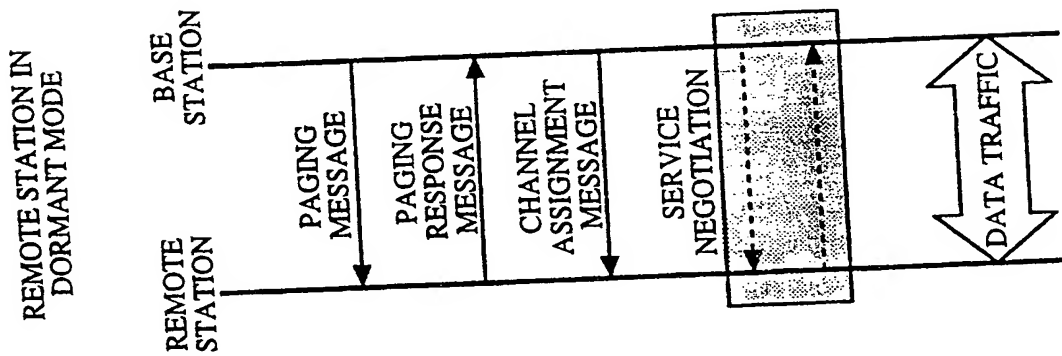 REMOTE STATION IN
DORMANT MODE
REMOTE
STATION
BASE
STATION
PAGING
MESSAGE
PAGING
RESPONSE
MESSAGE
CHANNEL
ASSIGNMENT
MESSAGE
SERVICE
NEGOTIATION
DATA TRAFFIC